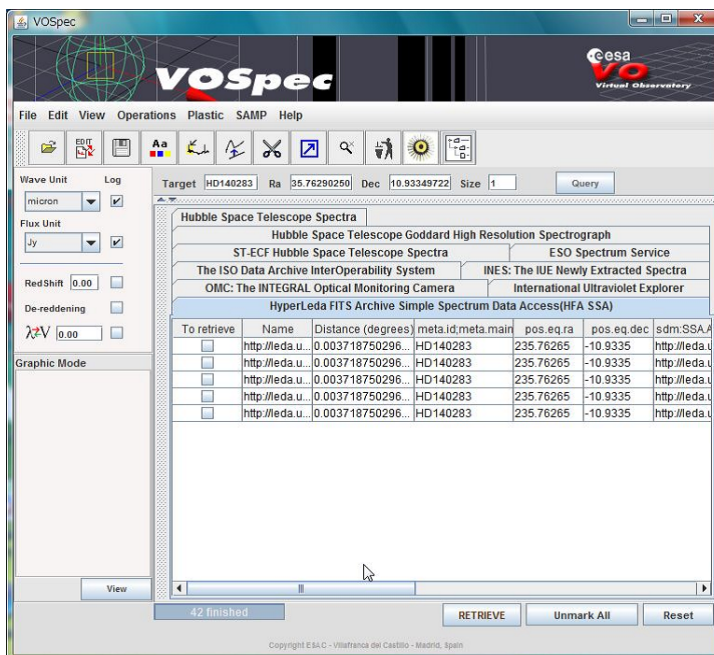 VOSpec
VOSpec
esa
VO
Virtual Observatory
File Edit View Operations Plastic SAMP Help
EDIT Aa
Wave Unit Log
micron
Flux Unit
Jy
RedShift 0.00
De-reddening
λ⇄V 0.00
Graphic Mode
View
Target HD140283 Ra 35.76290250 Dec 10.93349722 Size 1 Query
Hubble Space Telescope Spectra
Hubble Space Telescope Goddard High Resolution Spectrograph
ST-ECF Hubble Space Telescope Spectra ESO Spectrum Service
The ISO Data Archive InterOperability System INES: The IUE Newly Extracted Spectra
OMC: The INTEGRAL Optical Monitoring Camera International Ultraviolet Explorer
HyperLeda FITS Archive Simple Spectrum Data Access(HFA SSA)
To retrieve Name Distance (degrees) meta.id;meta.main pos.eq.ra pos.eq.dec sdm:SSA.A
http://leda.u... 0.003718750296... HD140283 235.76265 -10.9335 http://leda.u
http://leda.u... 0.003718750296... HD140283 235.76265 -10.9335 http://leda.u
http://leda.u... 0.003718750296... HD140283 235.76265 -10.9335 http://leda.u
http://leda.u... 0.003718750296... HD140283 235.76265 -10.9335 http://leda.u
http://leda.u... 0.003718750296... HD140283 235.76265 -10.9335 http://leda.u
42 finished RETRIEVE Unmark All Reset
Copyright ESAC - Villafranca del Castillo - Madrid, Spain